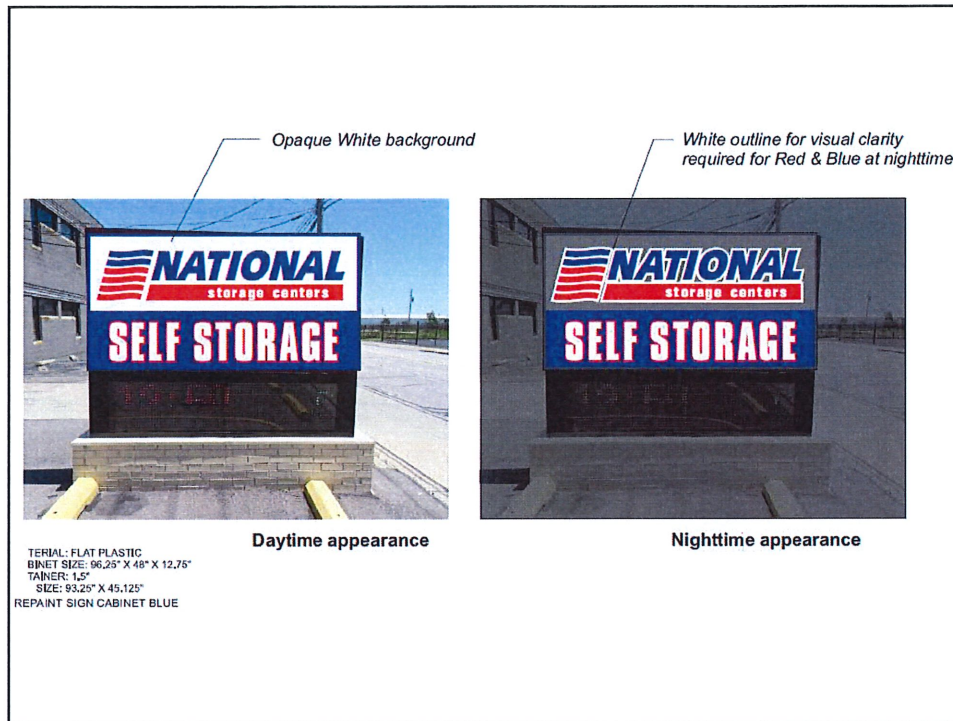 Opaque White background
White outline for visual clarity
required for Red & Blue at nighttime
NATIONAL
storage centers
SELF STORAGE
NATIONAL
storage centers
SELF STORAGE
Daytime appearance
Nighttime appearance
TERIAL: FLAT PLASTIC
BINET SIZE: 96.25" X 48" X 12.75"
TAINER: 1.5"
SIZE: 93.25" X 45.125"
REPAINT SIGN CABINET BLUE